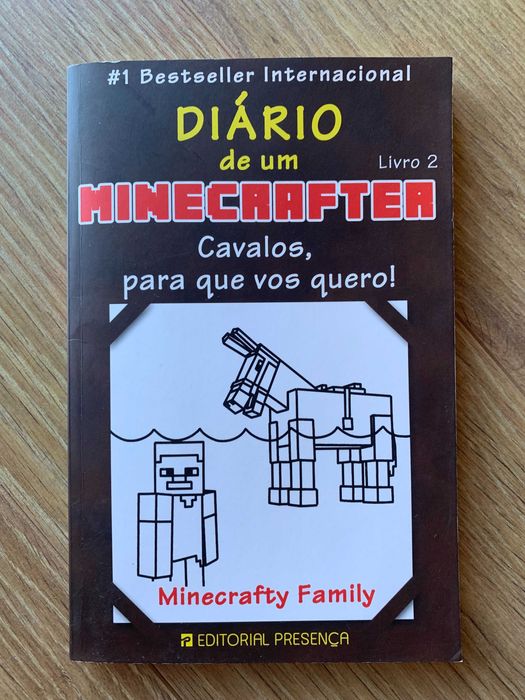 #1 Bestseller Internacional
DIÁRIO
de um
Livro 2
MINECRAFTER
Cavalos,
para que vos quero!
Minecrafty Family
EDITORIAL PRESENÇA